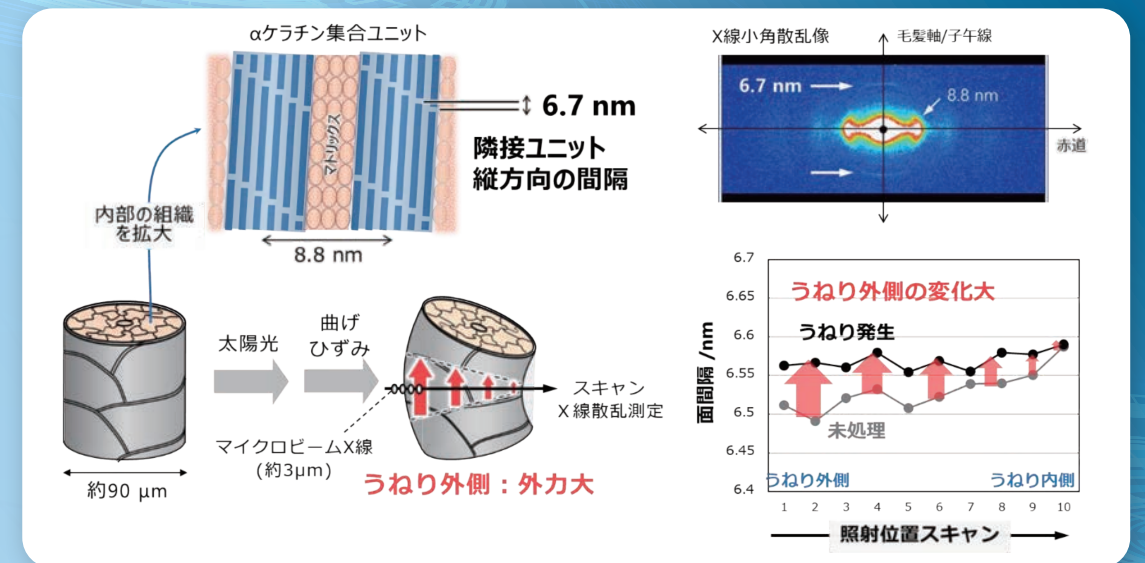 αケラチン集合ユニット
マトリックス
6.7 nm
隣接ユニット
縦方向の間隔
8.8 nm
内部の組織
を拡大
約90 μm
太陽光
曲げ
ひずみ
マイクロビームX線
(約3μm)
スキャン
X線散乱測定
うねり外側：外力大
X線小角散乱像
毛髪軸/子午線
6.7 nm
8.8 nm
赤道
面間隔 /nm
6.7
6.65
6.6
6.55
6.5
6.45
6.4
うねり外側の変化大
うねり発生
未処理
うねり外側
うねり内側
1 2 3 4 5 6 7 8 9 10
照射位置スキャン